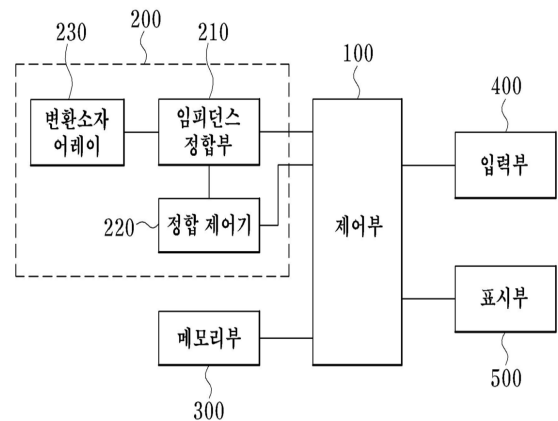 230
200
210
100
400
변환소자
어레이
임피던스
정합부
입력부
220
정합 제어기
제어부
표시부
메모리부
300
500